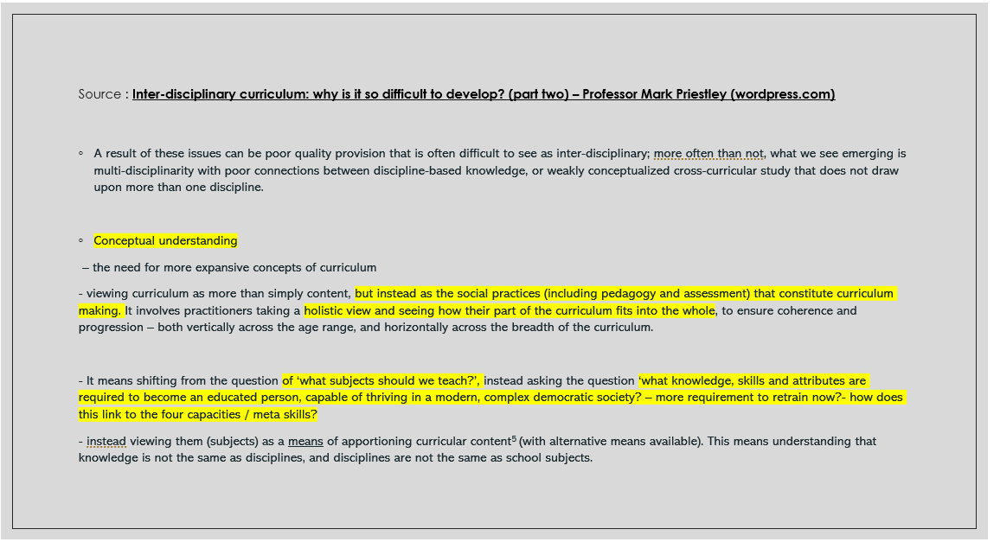 Source : Inter-disciplinary curriculum: why is it so difficult to develop? (part two) – Professor Mark Priestley (wordpress.com)
◦ A result of these issues can be poor quality provision that is often difficult to see as inter-disciplinary; more often than not, what we see emerging is
multi-disciplinarity with poor connections between discipline-based knowledge, or weakly conceptualized cross-curricular study that does not draw
upon more than one discipline.
◦ Conceptual understanding
– the need for more expansive concepts of curriculum
- viewing curriculum as more than simply content, but instead as the social practices (including pedagogy and assessment) that constitute curriculum
making. It involves practitioners taking a holistic view and seeing how their part of the curriculum fits into the whole, to ensure coherence and
progression – both vertically across the age range, and horizontally across the breadth of the curriculum.
- It means shifting from the question of ‘what subjects should we teach?’, instead asking the question ‘what knowledge, skills and attributes are
required to become an educated person, capable of thriving in a modern, complex democratic society? – more requirement to retrain now?- how does
this link to the four capacities / meta skills?
- instead viewing them (subjects) as a means of apportioning curricular content⁵ (with alternative means available). This means understanding that
knowledge is not the same as disciplines, and disciplines are not the same as school subjects.